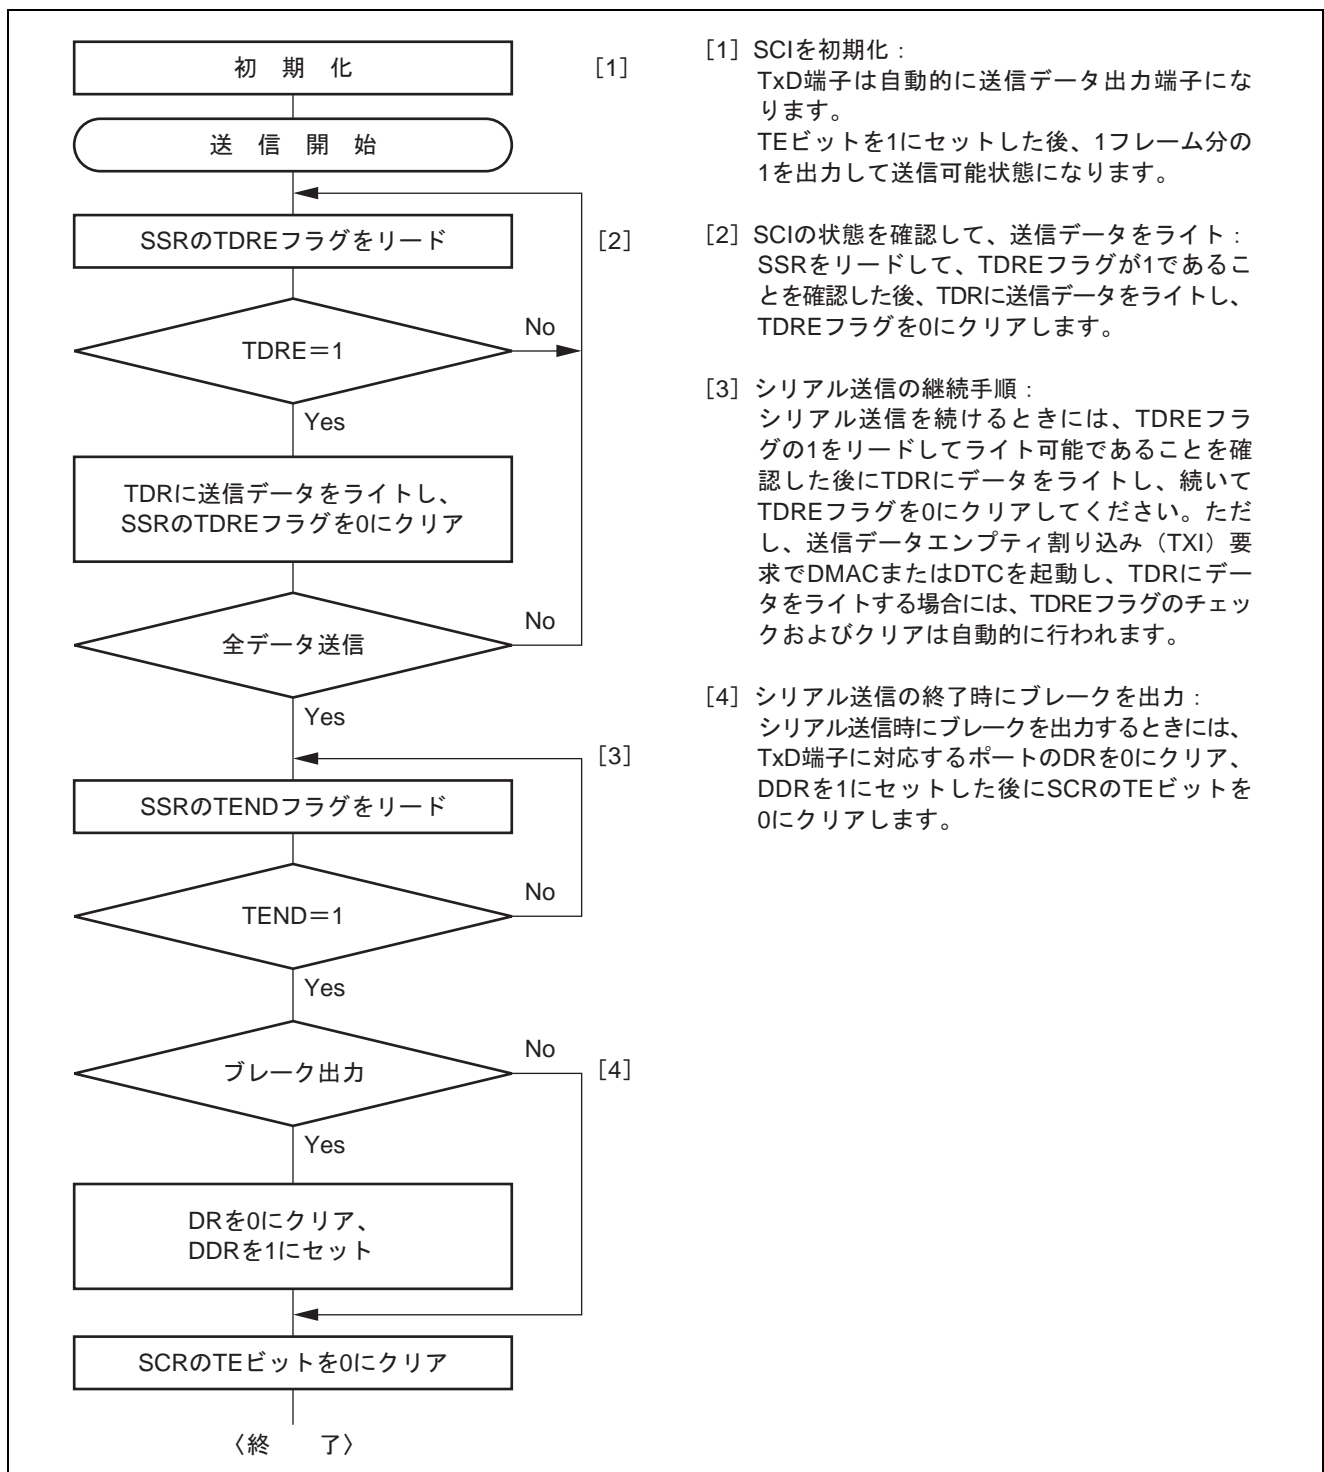 初　期　化
[1]
送　信　開　始
SSRのTDREフラグをリード
[2]
TDRE＝1
No
Yes
TDRに送信データをライトし、
SSRのTDREフラグを0にクリア
全データ送信
No
Yes
[3]
SSRのTENDフラグをリード
TEND＝1
No
Yes
ブレーク出力
No
[4]
Yes
DRを0にクリア、
DDRを1にセット
SCRのTEビットを0にクリア
〈終　　了〉
[1] SCIを初期化：
TxD端子は自動的に送信データ出力端子にな
ります。
TEビットを1にセットした後、1フレーム分の
1を出力して送信可能状態になります。
[2] SCIの状態を確認して、送信データをライト：
SSRをリードして、TDREフラグが1であるこ
とを確認した後、TDRに送信データをライトし、
TDREフラグを0にクリアします。
[3] シリアル送信の継続手順：
シリアル送信を続けるときには、TDREフラ
グの1をリードしてライト可能であることを確
認した後にTDRにデータをライトし、続いて
TDREフラグを0にクリアしてください。ただ
し、送信データエンプティ割り込み（TXI）要
求でDMACまたはDTCを起動し、TDRにデー
タをライトする場合には、TDREフラグのチェッ
クおよびクリアは自動的に行われます。
[4] シリアル送信の終了時にブレークを出力：
シリアル送信時にブレークを出力するときには、
TxD端子に対応するポートのDRを0にクリア、
DDRを1にセットした後にSCRのTEビットを
0にクリアします。